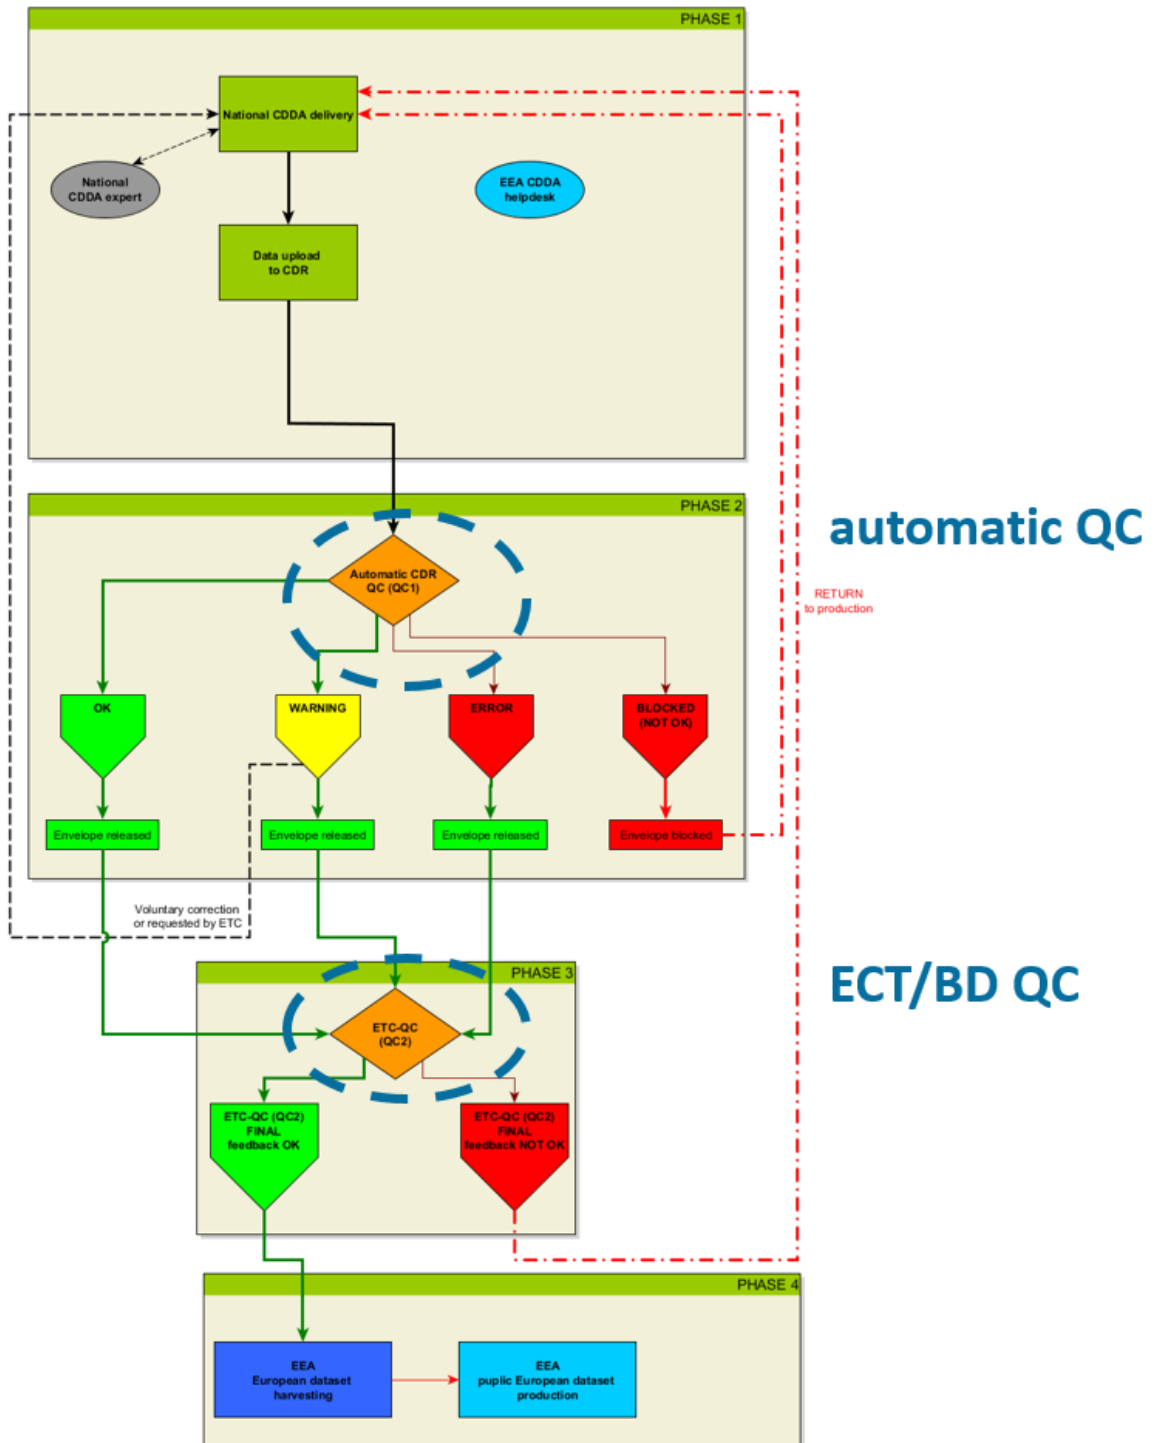 PHASE 1
National CDDA delivery
National
CDDA expert
EEA CDDA
helpdesk
Data upload
to CDR
PHASE 2
automatic QC
Automatic CDR
QC (QC1)
RETURN
to production
OK
WARNING
ERROR
BLOCKED
(NOT OK)
Envelope released
Envelope released
Envelope released
Envelope blocked
Voluntary correction
or requested by ETC
PHASE 3
ECT/BD QC
ETC-QC
(QC2)
ETC-QC (QC2)
FINAL
feedback OK
ETC-QC (QC2)
FINAL
feedback NOT OK
PHASE 4
EEA
European dataset
harvesting
EEA
puplic European dataset
production